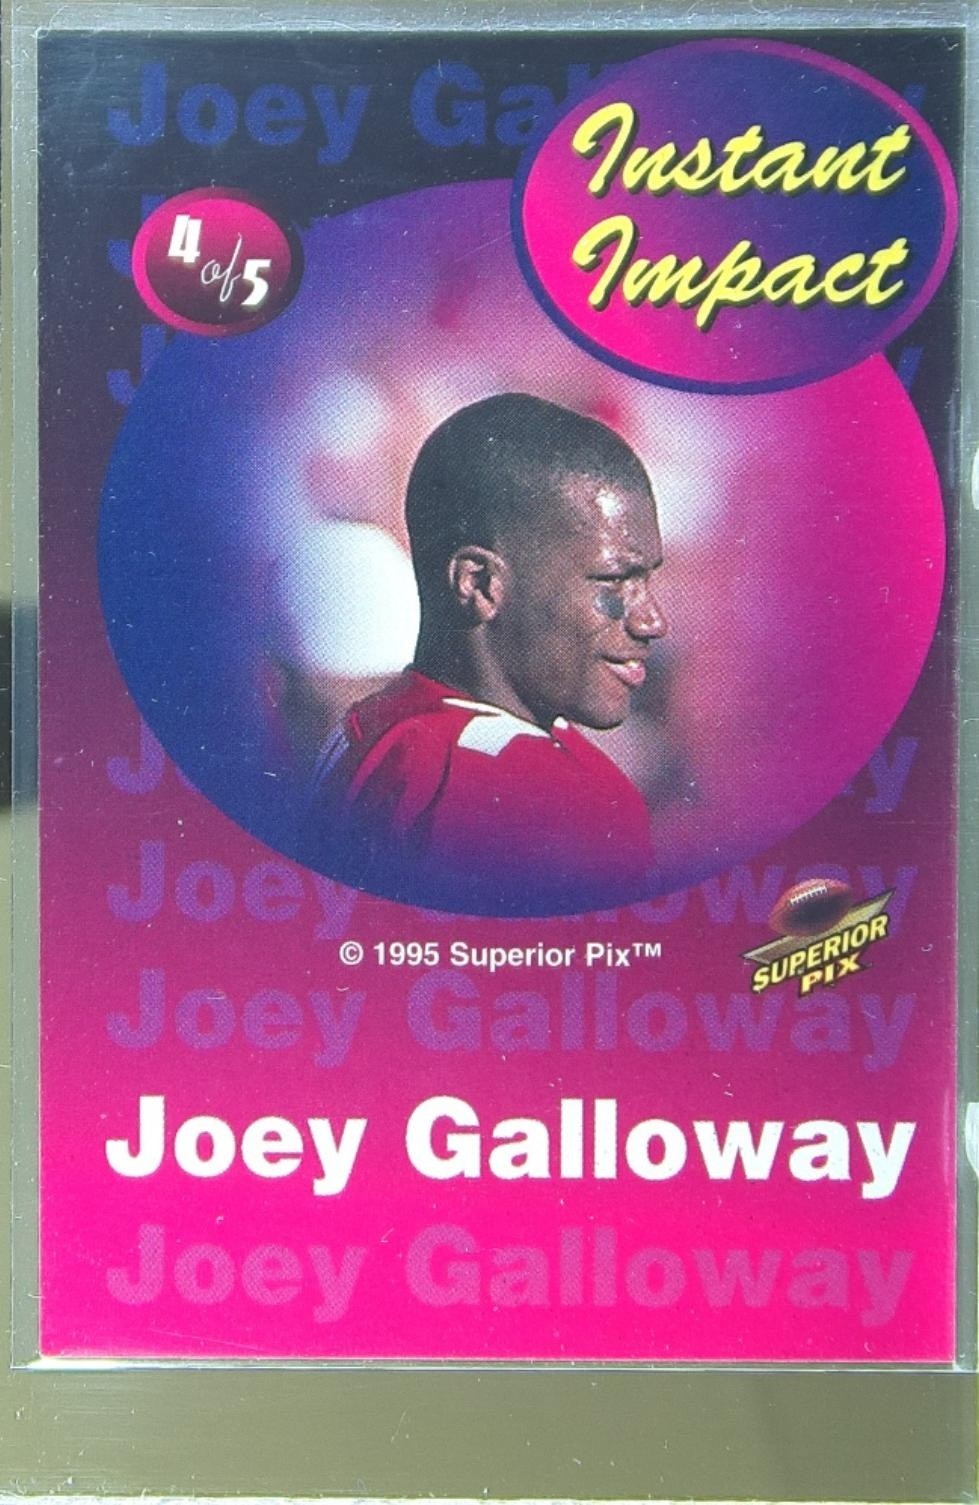 Joey Ga
Instant
Impact
4 of 5
J
y
Joey
oway
© 1995 Superior Pix™
SUPERIOR
PIX
Joey Galloway
Joey Galloway
Joey Galloway